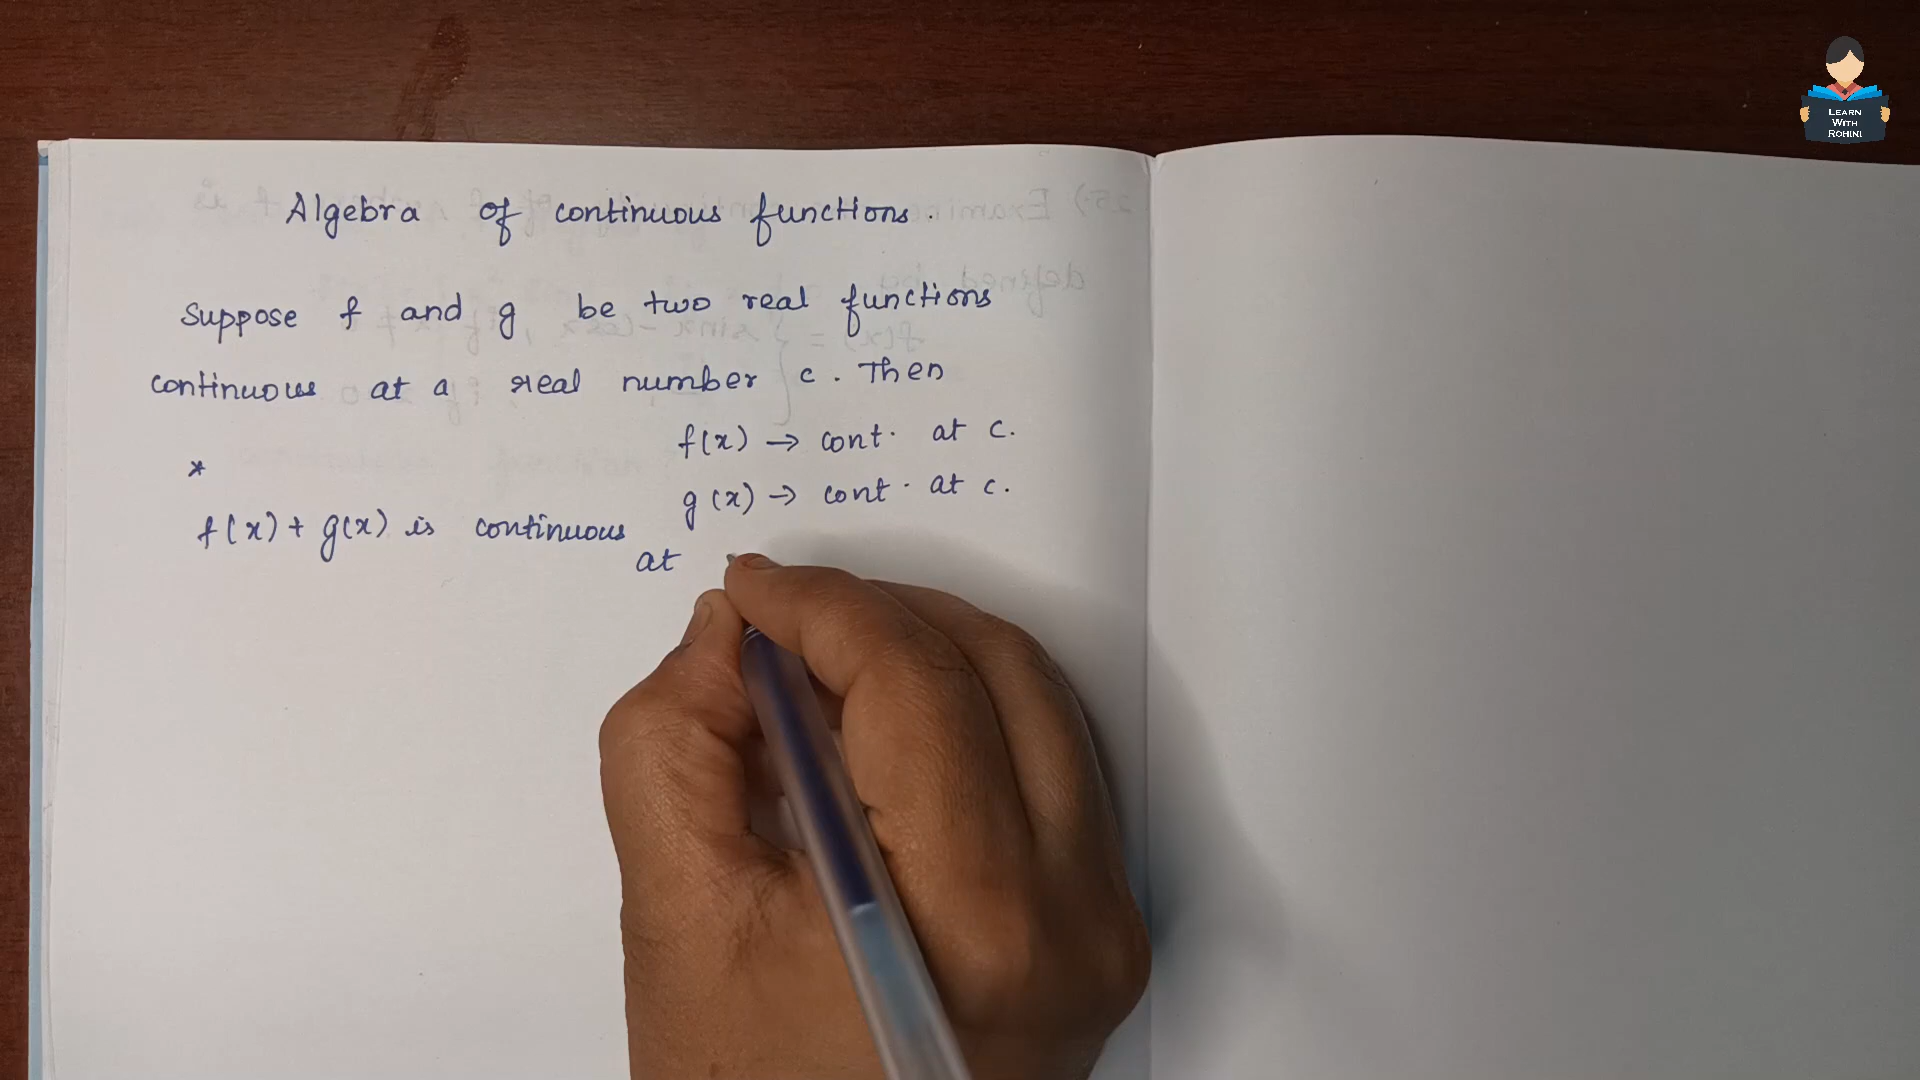 Algebra of continuous functions.
Suppose f and g be two real functions
continuous at a real number c. Then
f(x) → cont. at c.
*
g(x) → cont. at c.
f(x) + g(x) is continuous
at
LEARN
WITH
ROHINI